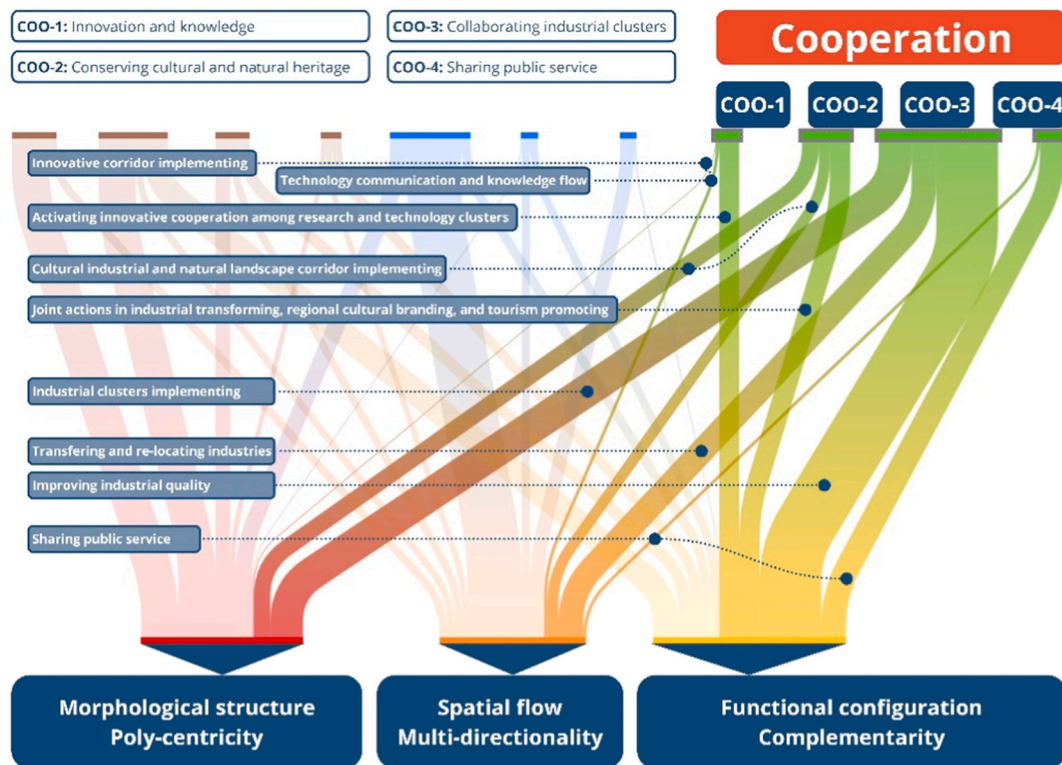 COO-1: Innovation and knowledge
COO-3: Collaborating industrial clusters
COO-2: Conserving cultural and natural heritage
COO-4: Sharing public service
Cooperation
COO-1
COO-2
COO-3
COO-4
Innovative corridor implementing
Technology communication and knowledge flow
Activating innovative cooperation among research and technology clusters
Cultural industrial and natural landscape corridor implementing
Joint actions in industrial transforming, regional cultural branding, and tourism promoting
Industrial clusters implementing
Transfering and re-locating industries
Improving industrial quality
Sharing public service
Morphological structure
Poly-centricity
Spatial flow
Multi-directionality
Functional configuration
Complementarity